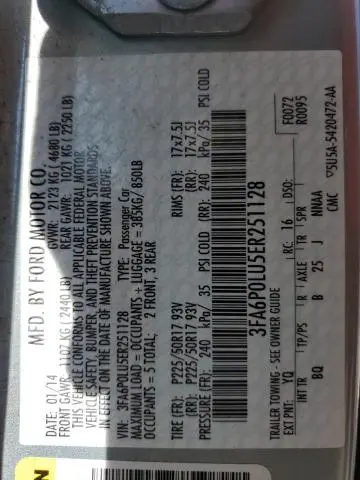 MFD. BY FORD MOTOR CO.
DATE: 01/14 GVWR: 2123 KG ( 4680 LB)
FRONT GAWR: 1107 KG ( 2440 LB) REAR GAWR: 1021 KG ( 2250 LB)
THIS VEHICLE CONFORMS TO ALL APPLICABLE FEDERAL MOTOR
VEHICLE SAFETY, BUMPER, AND THEFT PREVENTION STANDARDS
IN EFFECT ON THE DATE OF MANUFACTURE SHOWN ABOVE.
VIN: 3FA6P0LU5ER251128 TYPE: Passenger Car
MAXIMUM LOAD = OCCUPANTS + LUGGAGE = 385KG/ 850LB
OCCUPANTS = 5 TOTAL: 2 FRONT, 3 REAR
TIRE (FR): P225/50R17 93V RIMS (FR): 17x7.5J
TIRE (RR): P225/50R17 93V RIMS (RR): 17x7.5J
PRESSURE (FR): 240 kPa/ 35 PSI COLD (RR): 240 kPa/ 35 PSI COLD
3FA6P0LU5ER251128
TRAILER TOWING - SEE OWNER GUIDE F0072
EXT PNT: YQ RC: 16 DSO: R0095
INT TP/PS R AXLE TR SPR
BQ B 25 J NNAAA
CMC 5U5A-5420472-AA